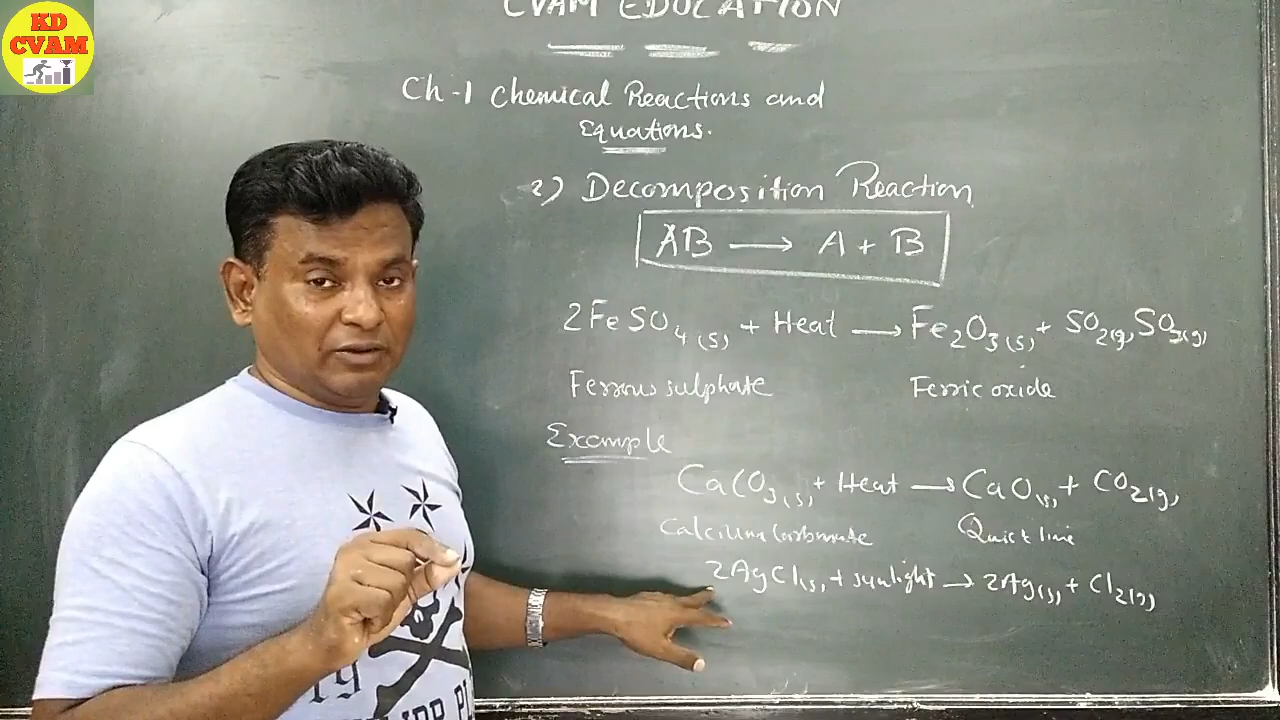 KD
CVAM
CVAM EDUCATION
Ch-1 Chemical Reactions and
Equations.
2) Decomposition Reaction
AB → A + B
2FeSO4(s) + Heat → Fe2O3(s) + SO2(g) SO3(g)
Ferrous sulphate Ferric oxide
Example
CaCO3(s) + Heat → CaO(s) + CO2(g)
Calcium Carbonate Quick lime
2AgCl(s) + sunlight → 2Ag(s) + Cl2(g)